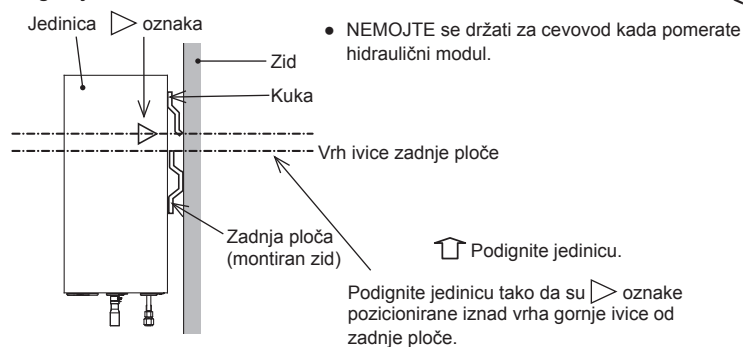 Jedinica ▷ oznaka
● NEMOJTE se držati za cevovod kada pomerate
hidraulični modul.
Zid
Kuka
Vrh ivice zadnje ploče
Zadnja ploča
(montiran zid)
⇧ Podignite jedinicu.
Podignite jedinicu tako da su ▷ oznake
pozicionirane iznad vrha gornje ivice od
zadnje ploče.